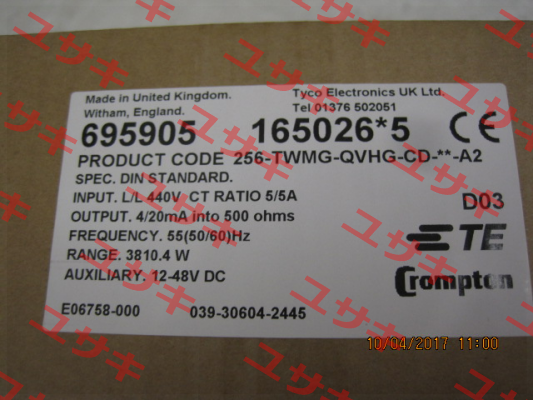 Made in United Kingdom.
Witham, England.
Tyco Electronics UK Ltd.
Tel 01376 502051
695905 165026*5 CE
PRODUCT CODE 256-TWMG-QVHG-CD-**-A2
SPEC. DIN STANDARD.
INPUT. L/L 440V. CT RATIO 5/5A
OUTPUT. 4/20mA into 500 ohms
FREQUENCY. 55(50/60)Hz
RANGE. 3810.4 W
AUXILIARY. 12-48V DC
D03
TE
Crompton
E06758-000 039-30604-2445
10/04/2017 11:00
ユサキ
ユサキ
ユサキ
ユサキ
ユサキ
ユサキ
ユサキ